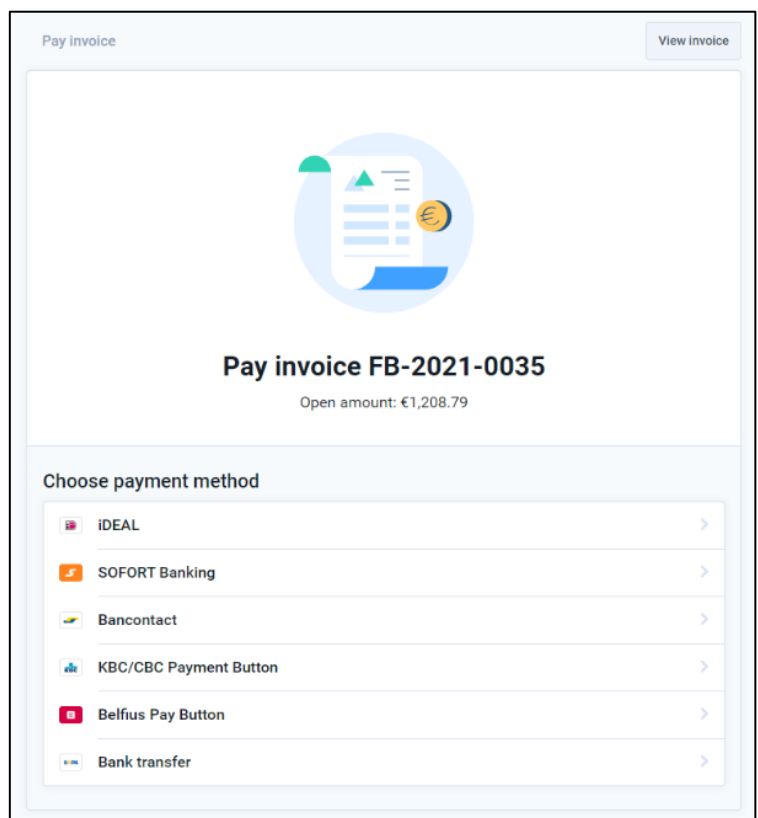 Pay invoice
View invoice
Pay invoice FB-2021-0035
Open amount: €1,208.79
Choose payment method
iDEAL
SOFORT Banking
Bancontact
KBC/CBC Payment Button
Belfius Pay Button
Bank transfer